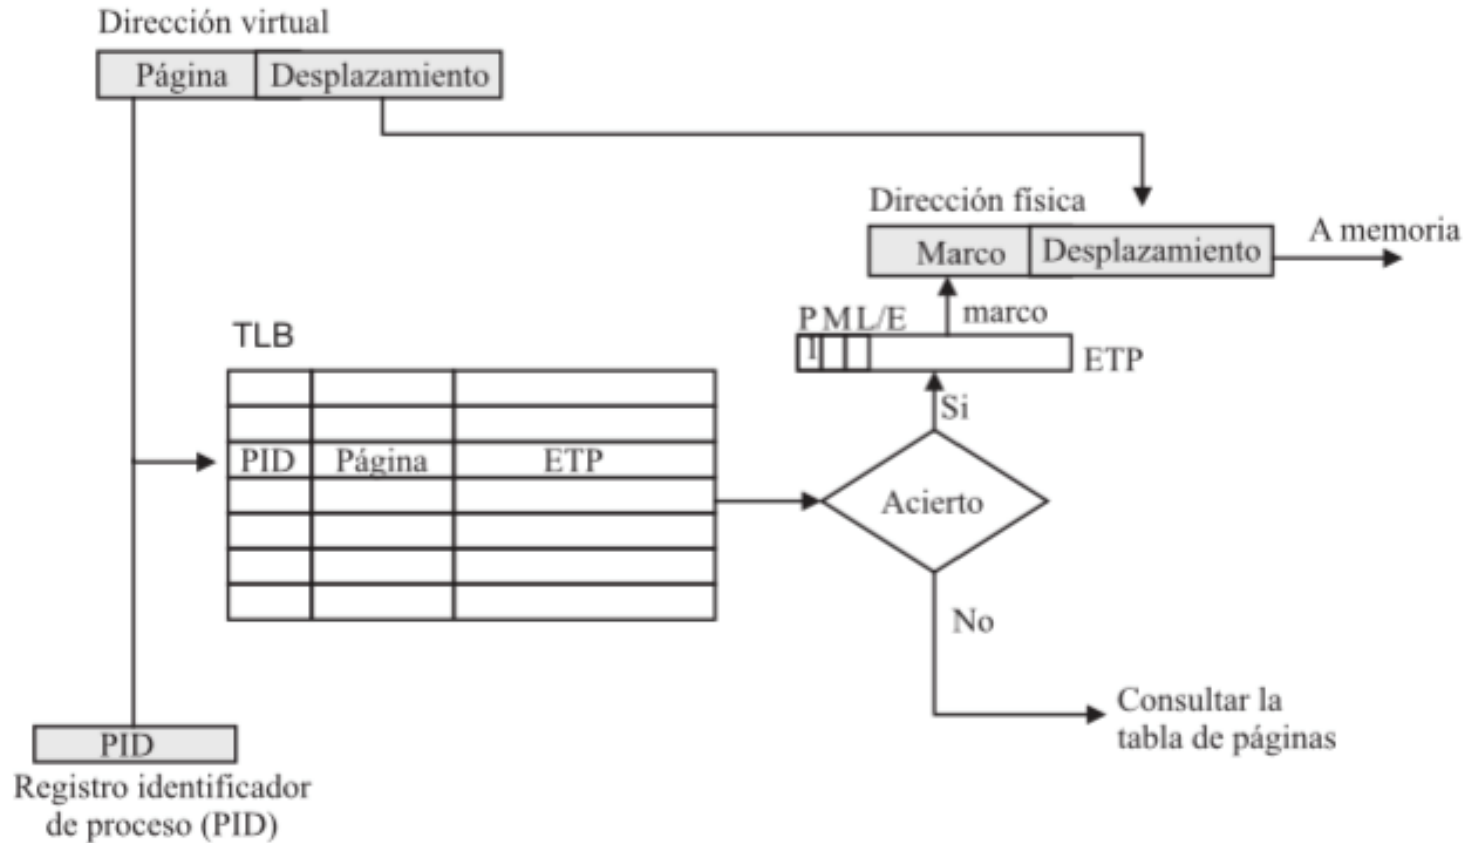 Dirección virtual
Página Desplazamiento
Dirección física
Marco Desplazamiento
A memoria
P M L/E
marco
1
ETP
TLB
Si
PID Página ETP
Acierto
No
Consultar la
tabla de páginas
PID
Registro identificador
de proceso (PID)